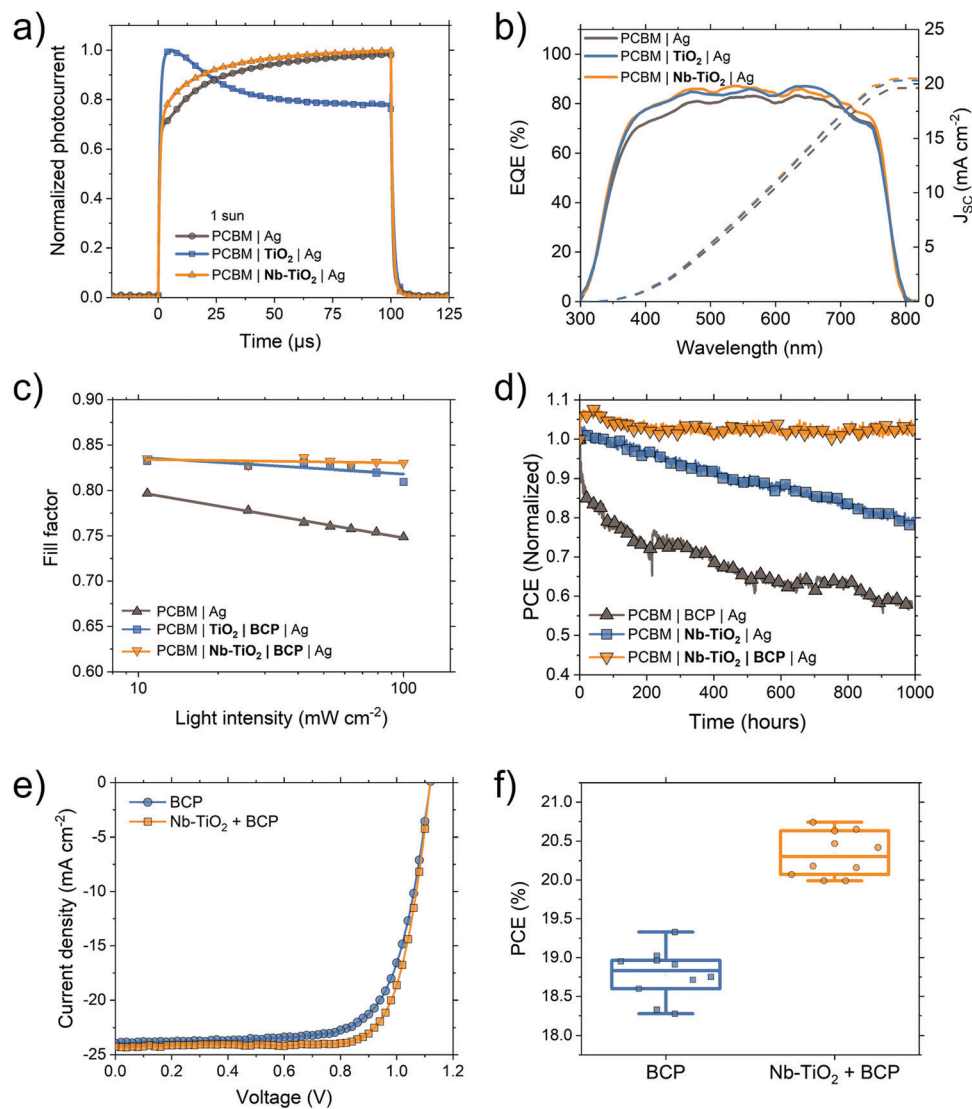 a)
Normalized photocurrent
1.0
0.8
0.6
0.4
0.2
0.0
1 sun
PCBM | Ag
PCBM | TiO₂ | Ag
PCBM | Nb-TiO₂ | Ag
0 25 50 75 100 125
Time (µs)
b)
EQE (%)
100
80
60
40
20
0
PCBM | Ag
PCBM | TiO₂ | Ag
PCBM | Nb-TiO₂ | Ag
25
20
15
10
5
0
J_SC (mA cm⁻²)
300 400 500 600 700 800
Wavelength (nm)
c)
Fill factor
0.90
0.85
0.80
0.75
0.70
0.65
0.60
PCBM | Ag
PCBM | TiO₂ | BCP | Ag
PCBM | Nb-TiO₂ | BCP | Ag
10 100
Light intensity (mW cm⁻²)
d)
PCE (Normalized)
1.1
1.0
0.9
0.8
0.7
0.6
0.5
0.4
PCBM | BCP | Ag
PCBM | Nb-TiO₂ | Ag
PCBM | Nb-TiO₂ | BCP | Ag
0 200 400 600 800 1000
Time (hours)
e)
Current density (mA cm⁻²)
0
-5
-10
-15
-20
-25
BCP
Nb-TiO₂ + BCP
0.0 0.2 0.4 0.6 0.8 1.0 1.2
Voltage (V)
f)
PCE (%)
21.0
20.5
20.0
19.5
19.0
18.5
18.0
BCP Nb-TiO₂ + BCP